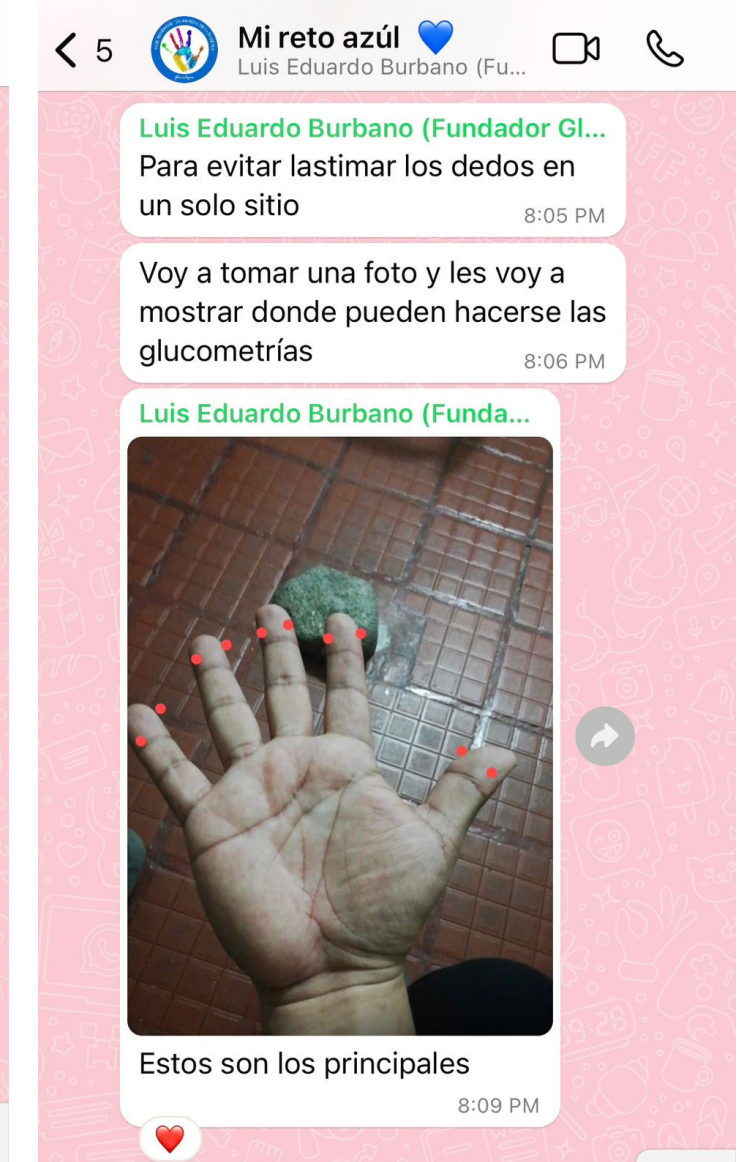 5
Mi reto azúl 💙
Luis Eduardo Burbano (Fu...
Luis Eduardo Burbano (Fundador Gl...
Para evitar lastimar los dedos en
un solo sitio
8:05 PM
Voy a tomar una foto y les voy a
mostrar donde pueden hacerse las
glucometrías
8:06 PM
Luis Eduardo Burbano (Funda...
Estos son los principales
8:09 PM